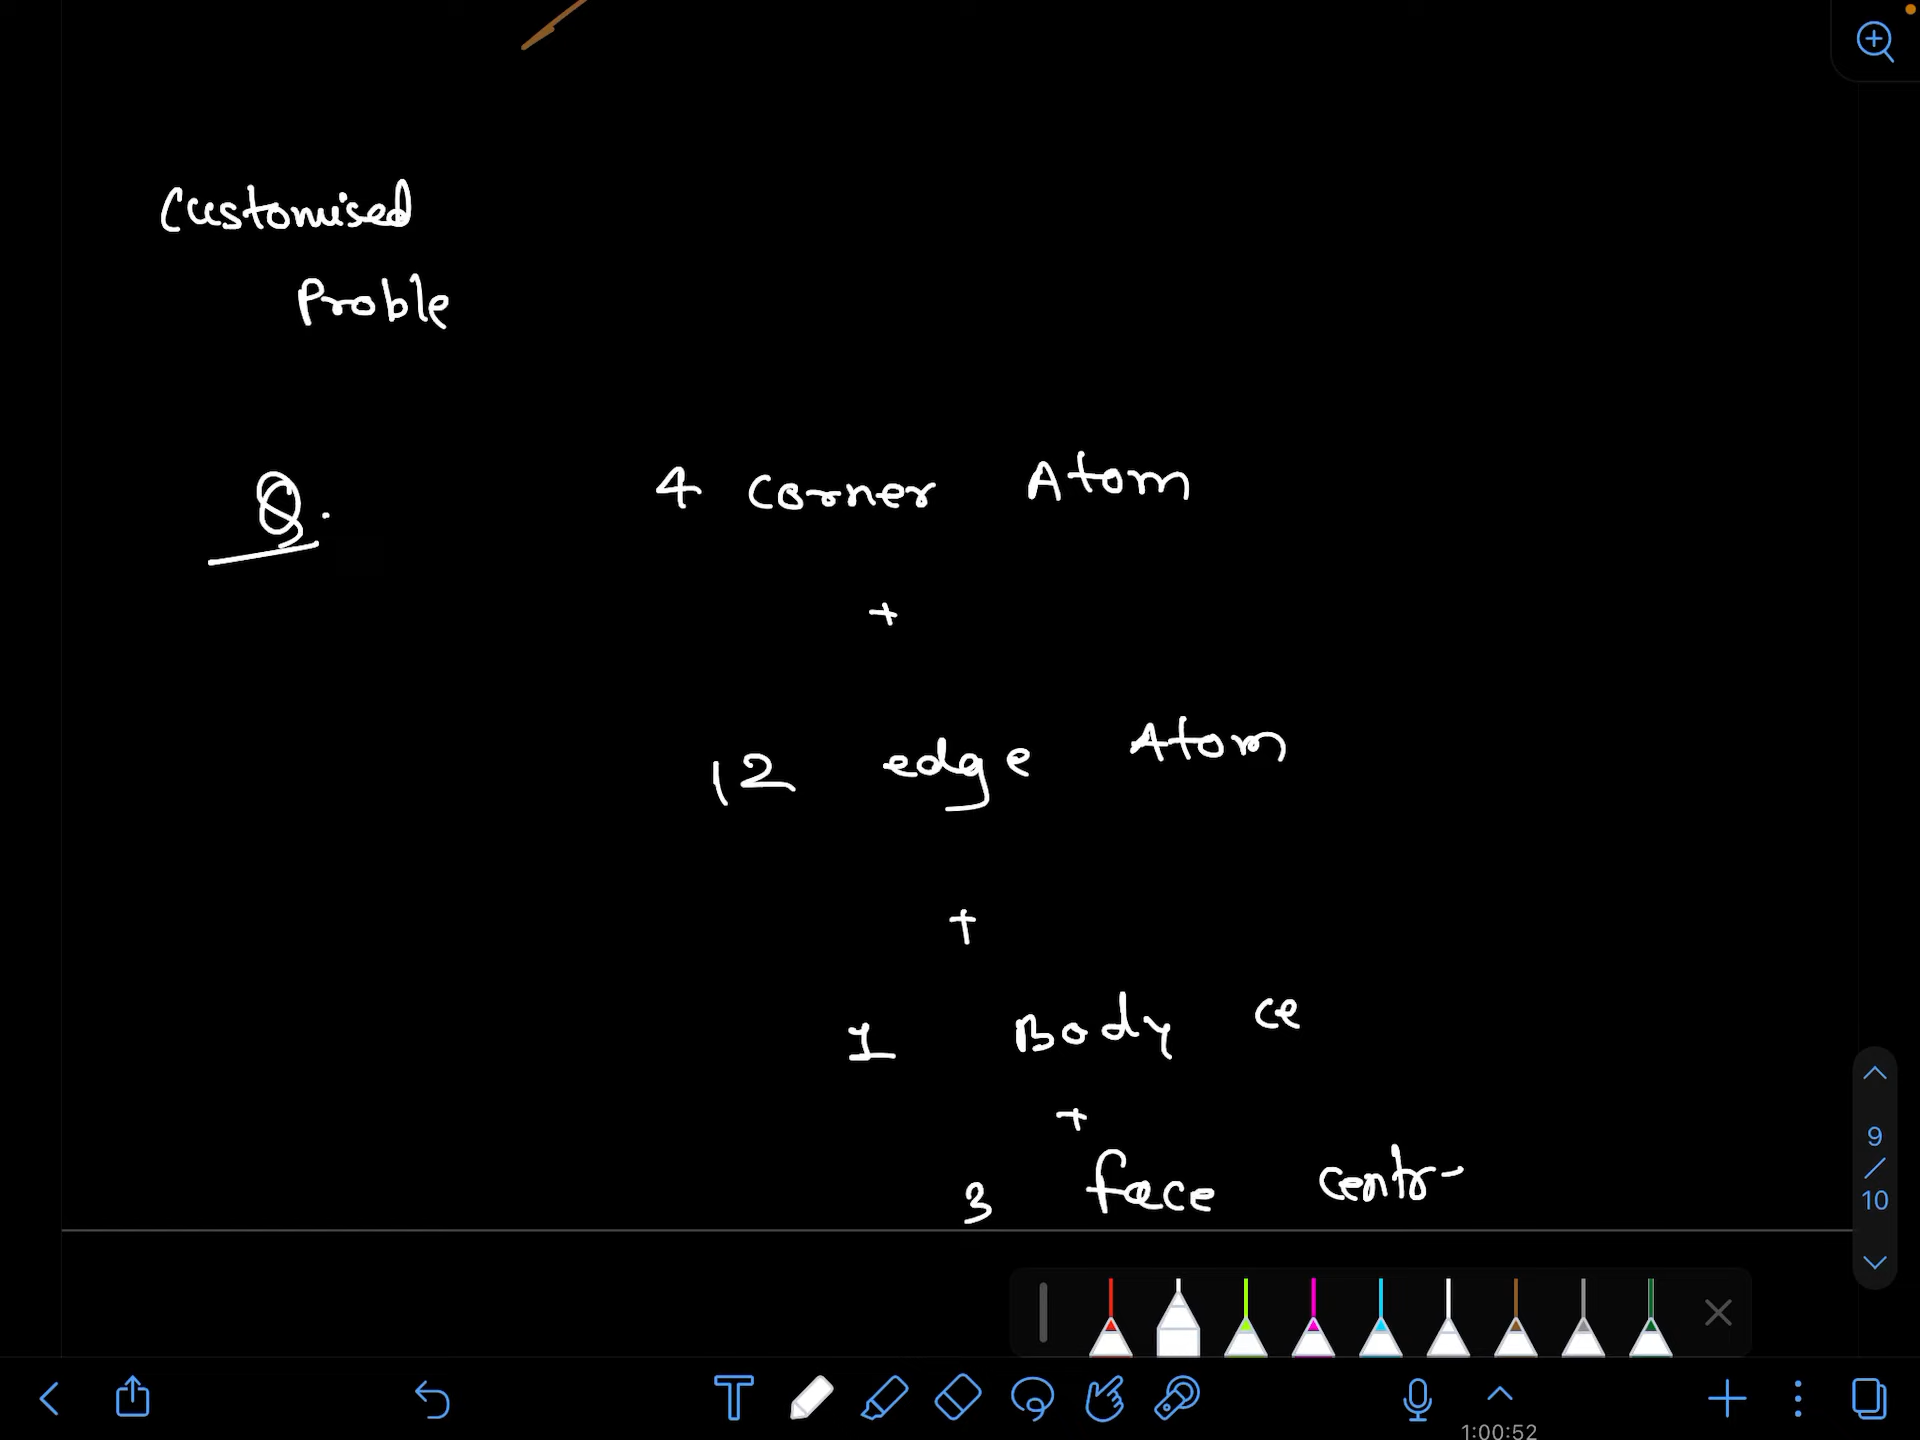 Customised
Proble
Q.
4 corner Atom
+
12 edge Atom
+
1 Body ce
+
3 face centr-
9
/
10
T
1:00:52